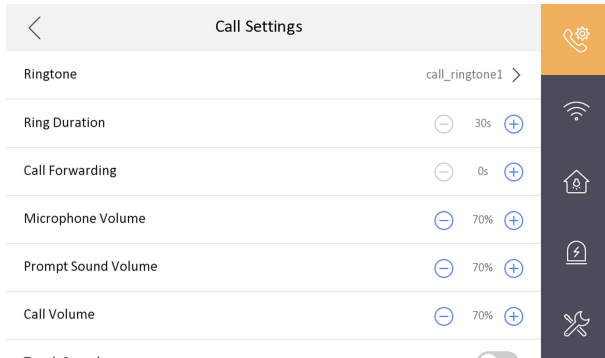 Call Settings
Ringtone call_ringtone1
Ring Duration 30s
Call Forwarding 0s
Microphone Volume 70%
Prompt Sound Volume 70%
Call Volume 70%